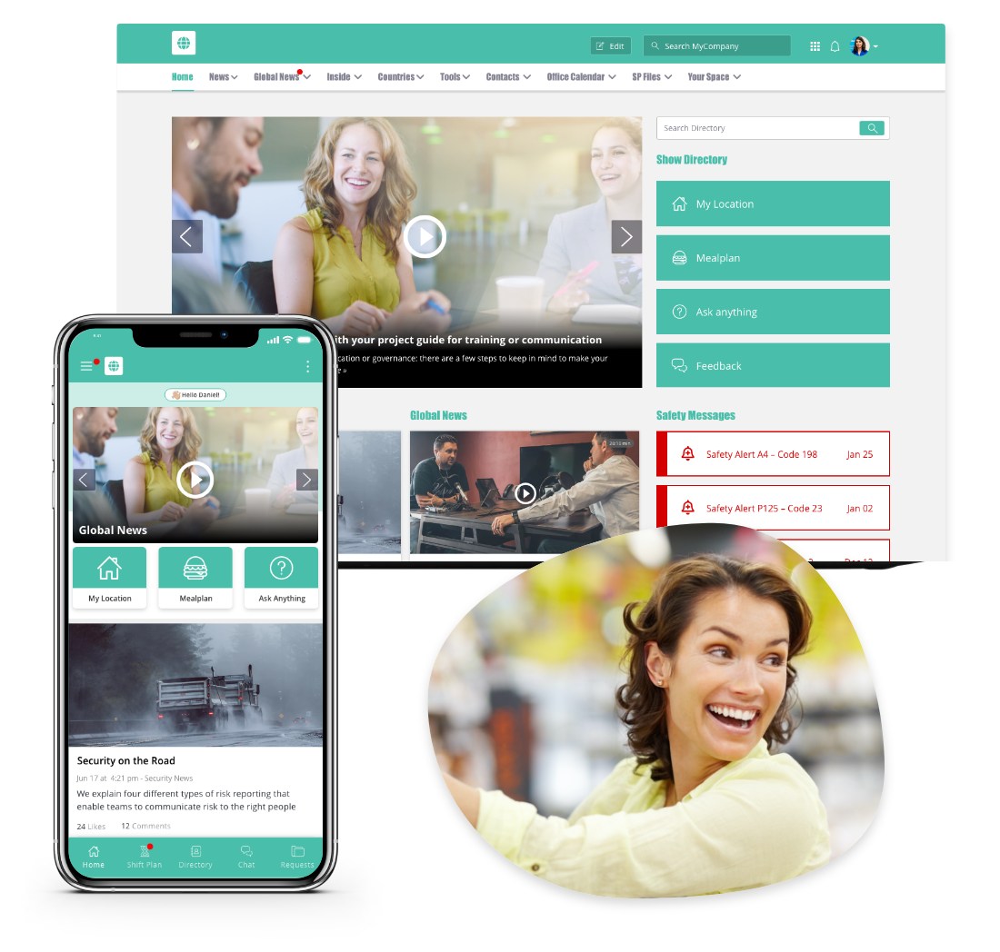 Edit
Search MyCompany
Home
News
Global News
Inside
Countries
Tools
Contacts
Office Calendar
SP Files
Your Space
Search Directory
Show Directory
My Location
Mealplan
Ask anything
Feedback
ith your project guide for training or communication
cation or governance: there are a few steps to keep in mind to make your
e »
Global News
28:13 min
Safety Messages
Safety Alert A4 – Code 198
Jan 25
Safety Alert P125 – Code 23
Jan 02
9:41
Hello Daniel!
Global News
My Location
Mealplan
Ask Anything
Security on the Road
Jun 17 at 4:21 pm - Security News
We explain four different types of risk reporting that
enable teams to communicate risk to the right people
24 Likes
12 Comments
Home
Shift Plan
Directory
Chat
Requests